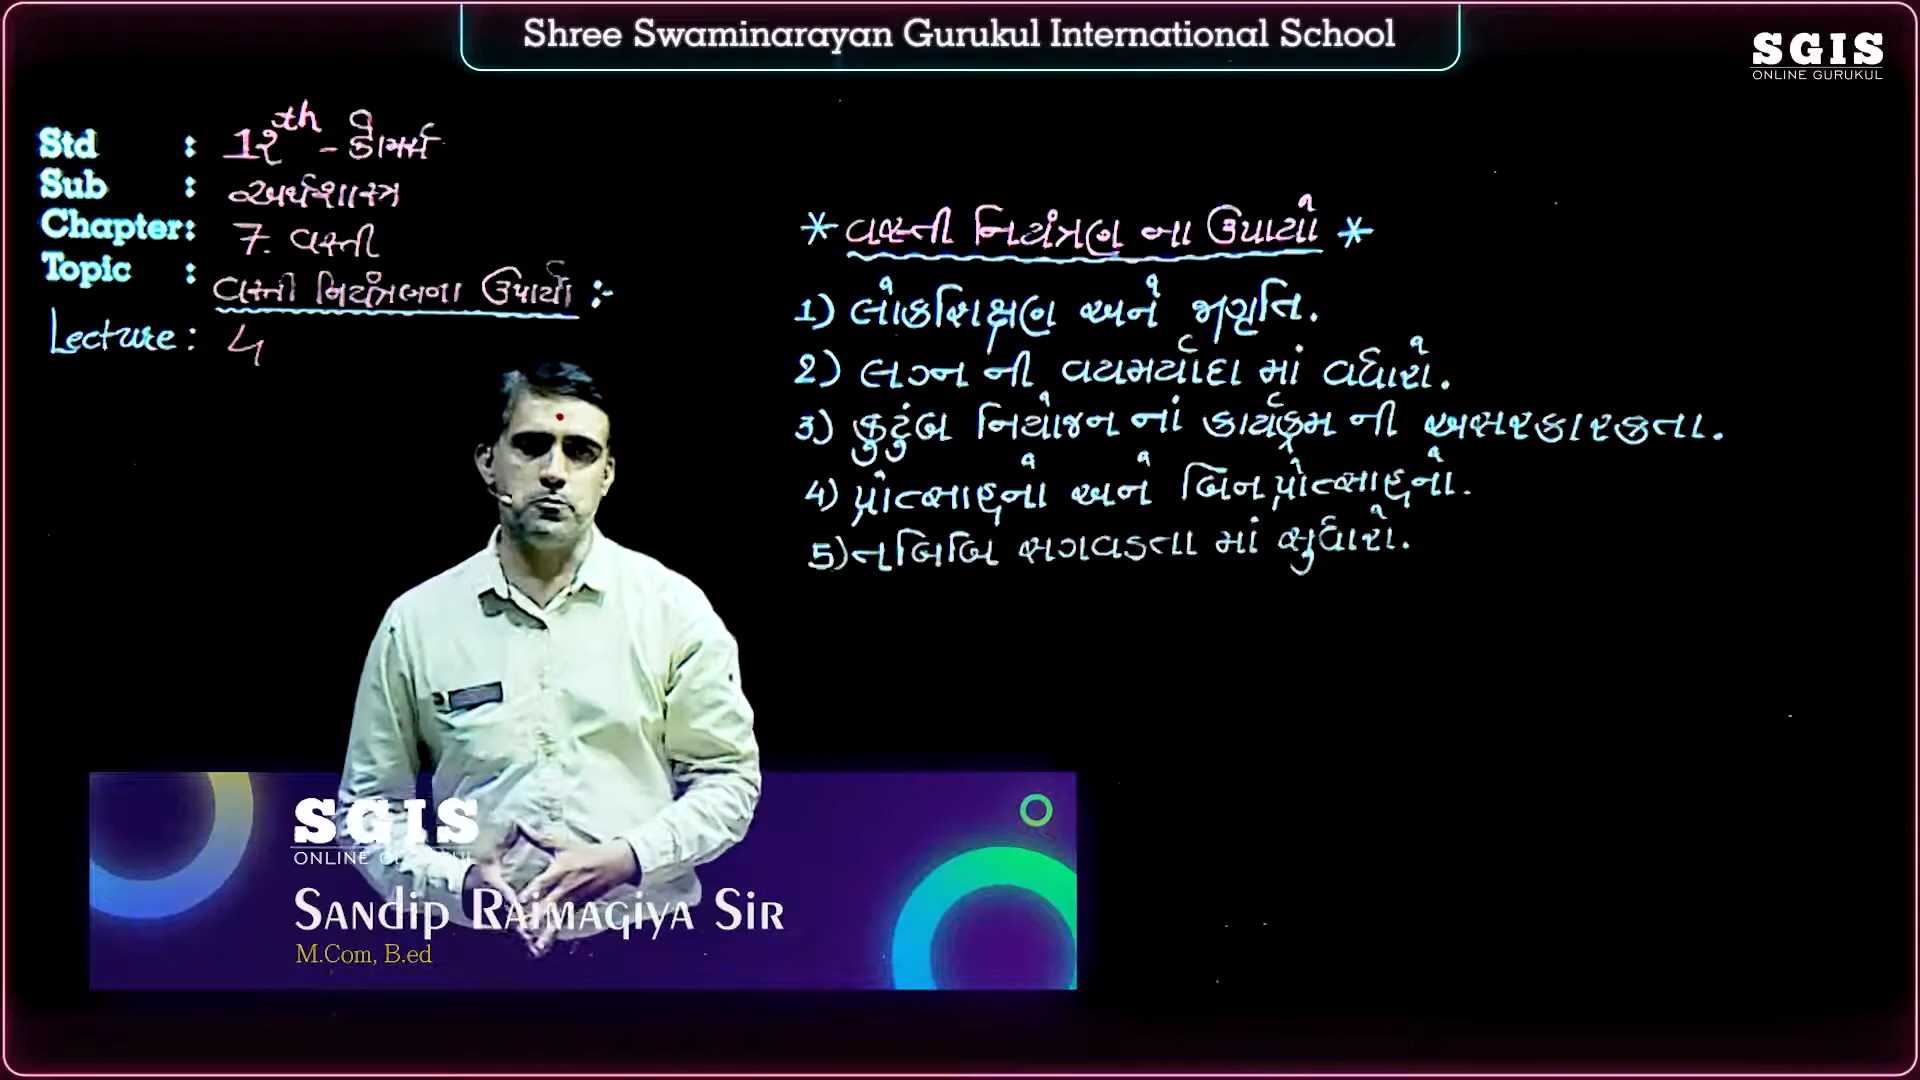 Shree Swaminarayan Gurukul International School
SGIS
ONLINE GURUKUL
Std : 12th - કોમર્સ
Sub : અર્થશાસ્ત્ર
Chapter: 7. વસ્તી
Topic : વસ્તી નિયંત્રણના ઉપાયો :-
Lecture: 4
* વસ્તી નિયંત્રણ ના ઉપાયો *
1) લોકશિક્ષણ અને જાગૃતિ.
2) લગ્ન ની વયમર્યાદા માં વધારો.
3) કુટુંબ નિયોજન નાં કાર્યક્રમ ની અસરકારકતા.
4) પ્રોત્સાહનો અને બિનપ્રોત્સાહનો.
5) તબિબિ સગવડતા માં સુધારો.
SGIS
ONLINE GURUKUL
Sandip Raimagiya Sir
M.Com, B.ed